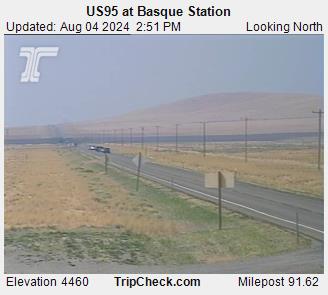 US95 at Basque Station
Updated: Aug 04 2024 2:51 PM Looking North
Elevation 4460 TripCheck.com Milepost 91.62